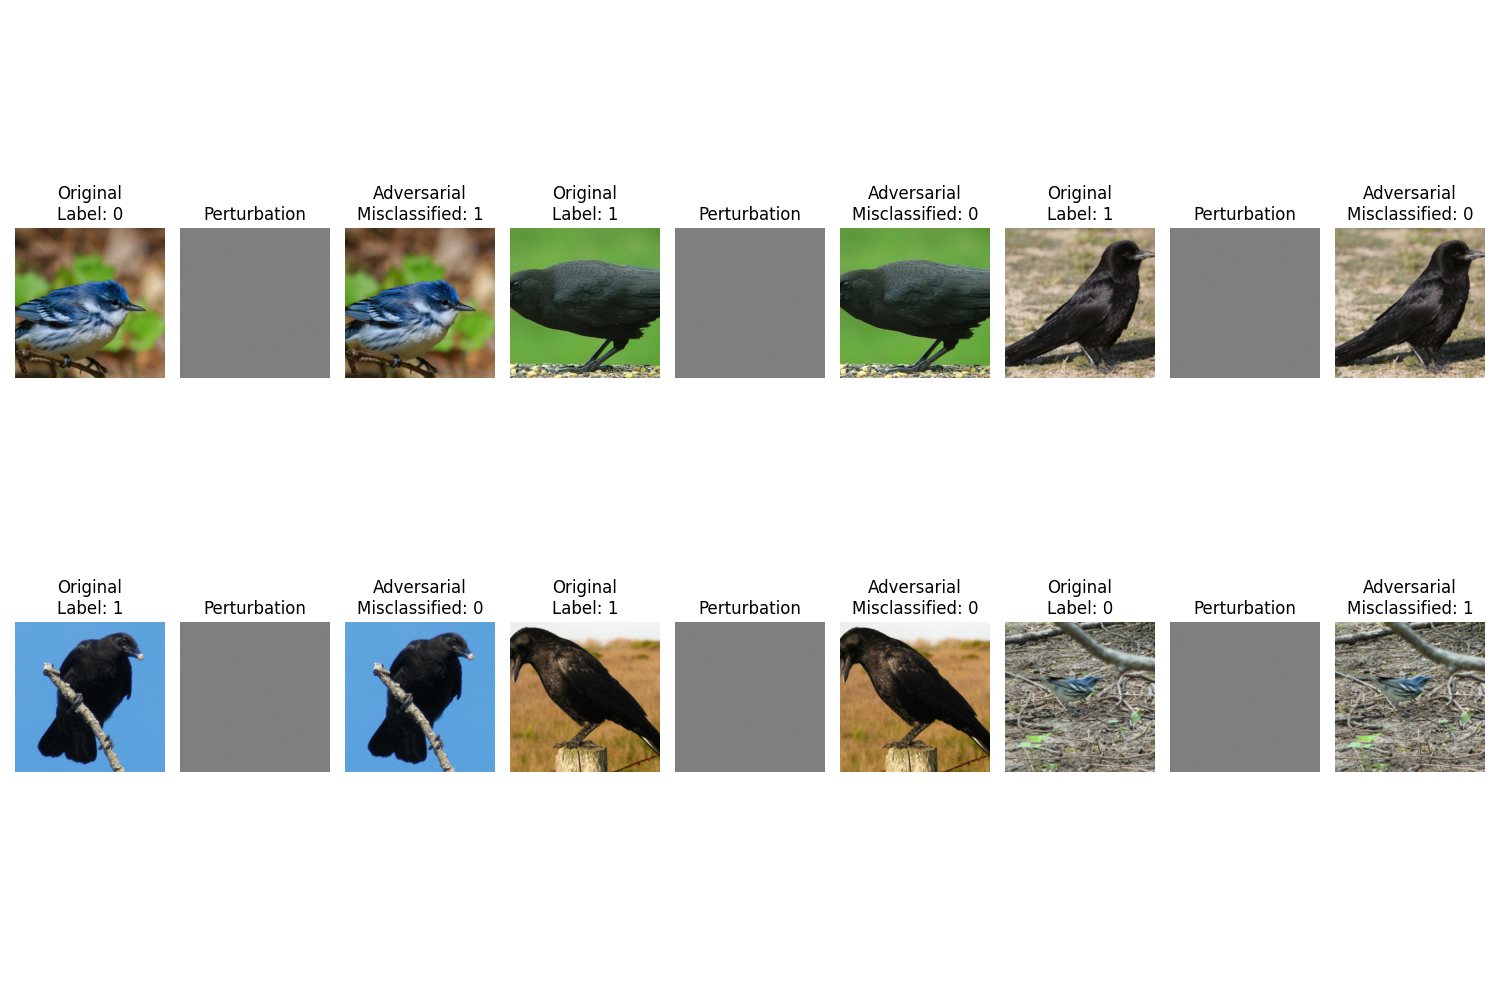 Original
Label: 0
Perturbation
Adversarial
Misclassified: 1
Original
Label: 1
Perturbation
Adversarial
Misclassified: 0
Original
Label: 1
Perturbation
Adversarial
Misclassified: 0
Original
Label: 1
Perturbation
Adversarial
Misclassified: 0
Original
Label: 1
Perturbation
Adversarial
Misclassified: 0
Original
Label: 0
Perturbation
Adversarial
Misclassified: 1